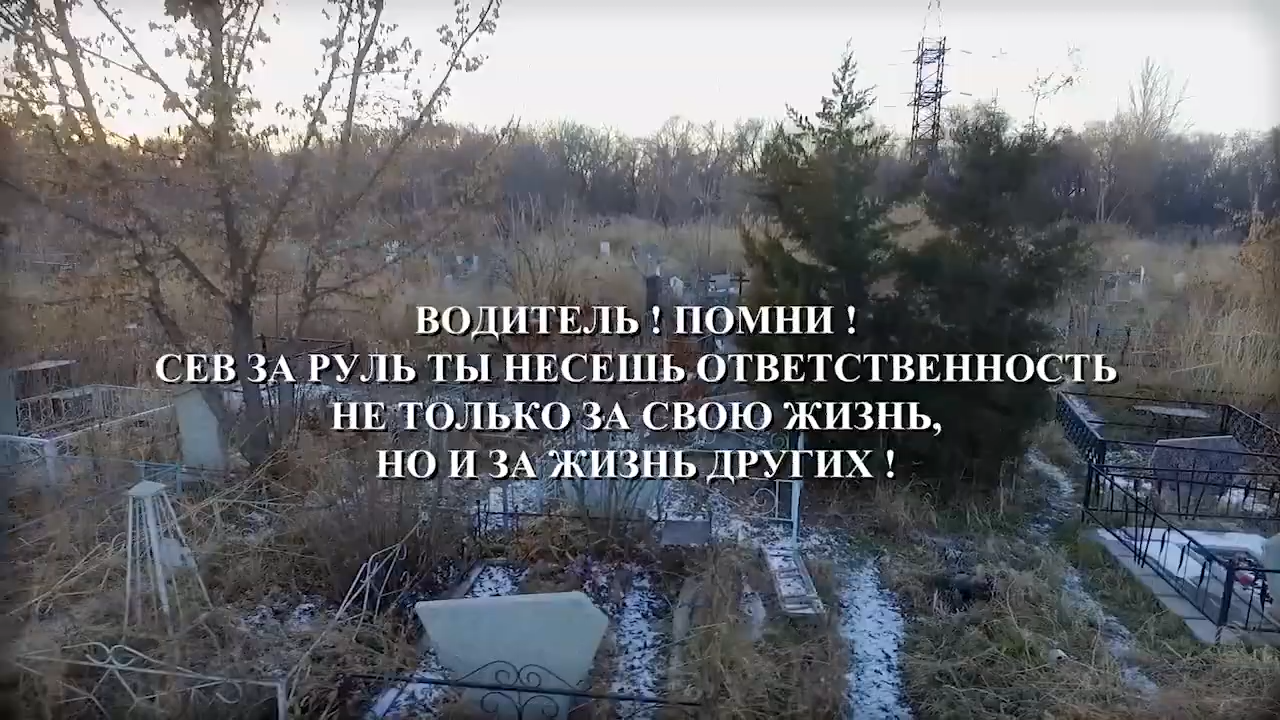 ВОДИТЕЛЬ ! ПОМНИ !
СЕВ ЗА РУЛЬ ТЫ НЕСЕШЬ ОТВЕТСТВЕННОСТЬ
НЕ ТОЛЬКО ЗА СВОЮ ЖИЗНЬ,
НО И ЗА ЖИЗНЬ ДРУГИХ !